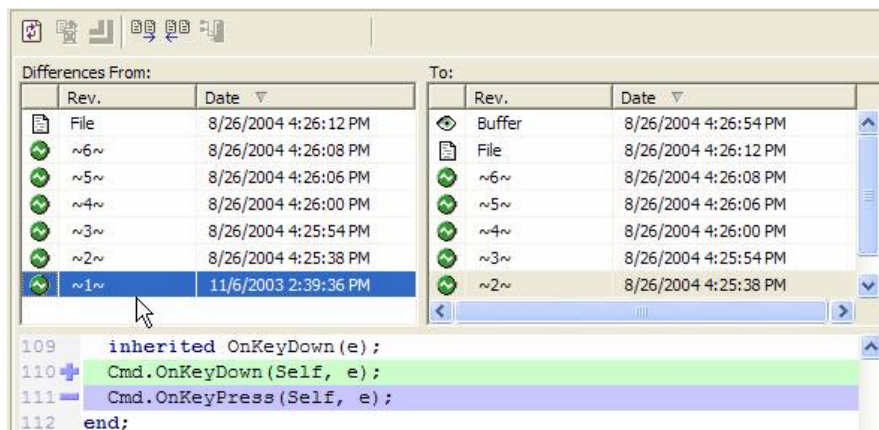 Differences From:
Rev. Date
File 8/26/2004 4:26:12 PM
~6~ 8/26/2004 4:26:08 PM
~5~ 8/26/2004 4:26:06 PM
~4~ 8/26/2004 4:26:00 PM
~3~ 8/26/2004 4:25:54 PM
~2~ 8/26/2004 4:25:38 PM
~1~ 11/6/2003 2:39:36 PM
To:
Rev. Date
Buffer 8/26/2004 4:26:54 PM
File 8/26/2004 4:26:12 PM
~6~ 8/26/2004 4:26:08 PM
~5~ 8/26/2004 4:26:06 PM
~4~ 8/26/2004 4:26:00 PM
~3~ 8/26/2004 4:25:54 PM
~2~ 8/26/2004 4:25:38 PM
109 inherited OnKeyDown(e);
110 Cmd.OnKeyDown(Self, e);
111 Cmd.OnKeyPress(Self, e);
112 end;